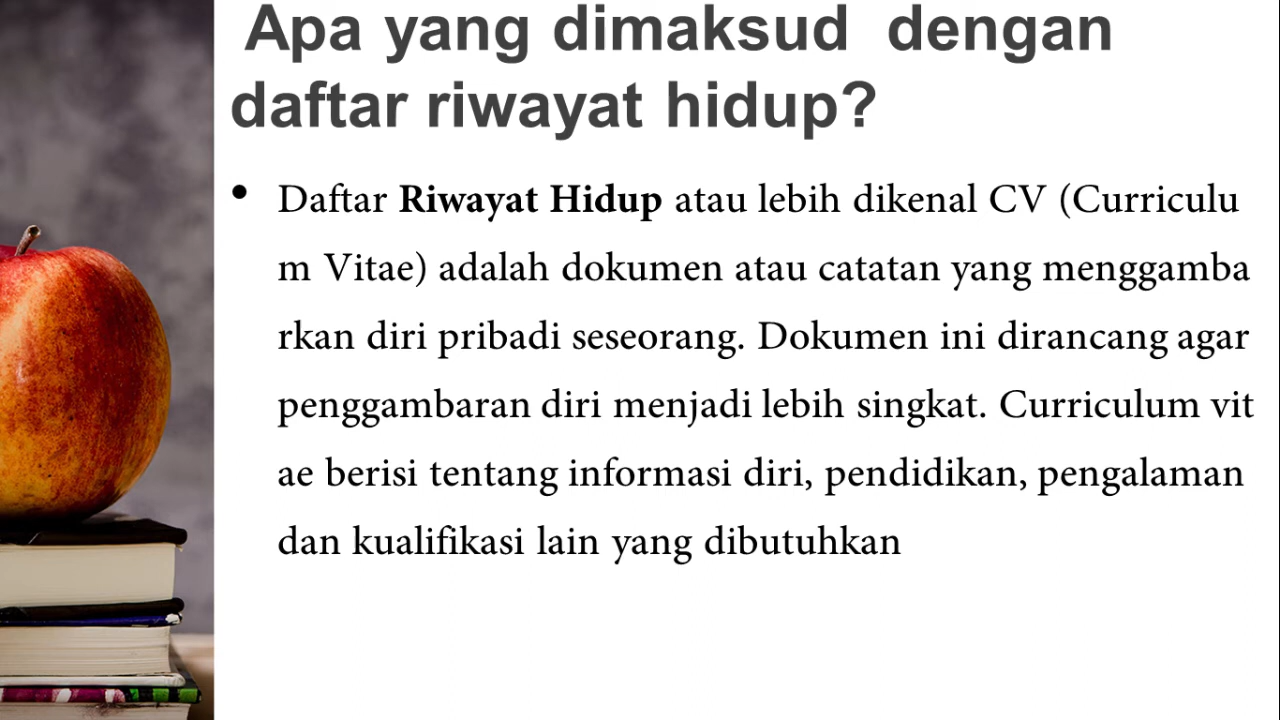 Apa yang dimaksud  dengan
daftar riwayat hidup?
• Daftar Riwayat Hidup atau lebih dikenal CV (Curriculu
m Vitae) adalah dokumen atau catatan yang menggamba
rkan diri pribadi seseorang. Dokumen ini dirancang agar
penggambaran diri menjadi lebih singkat. Curriculum vit
ae berisi tentang informasi diri, pendidikan, pengalaman
dan kualifikasi lain yang dibutuhkan